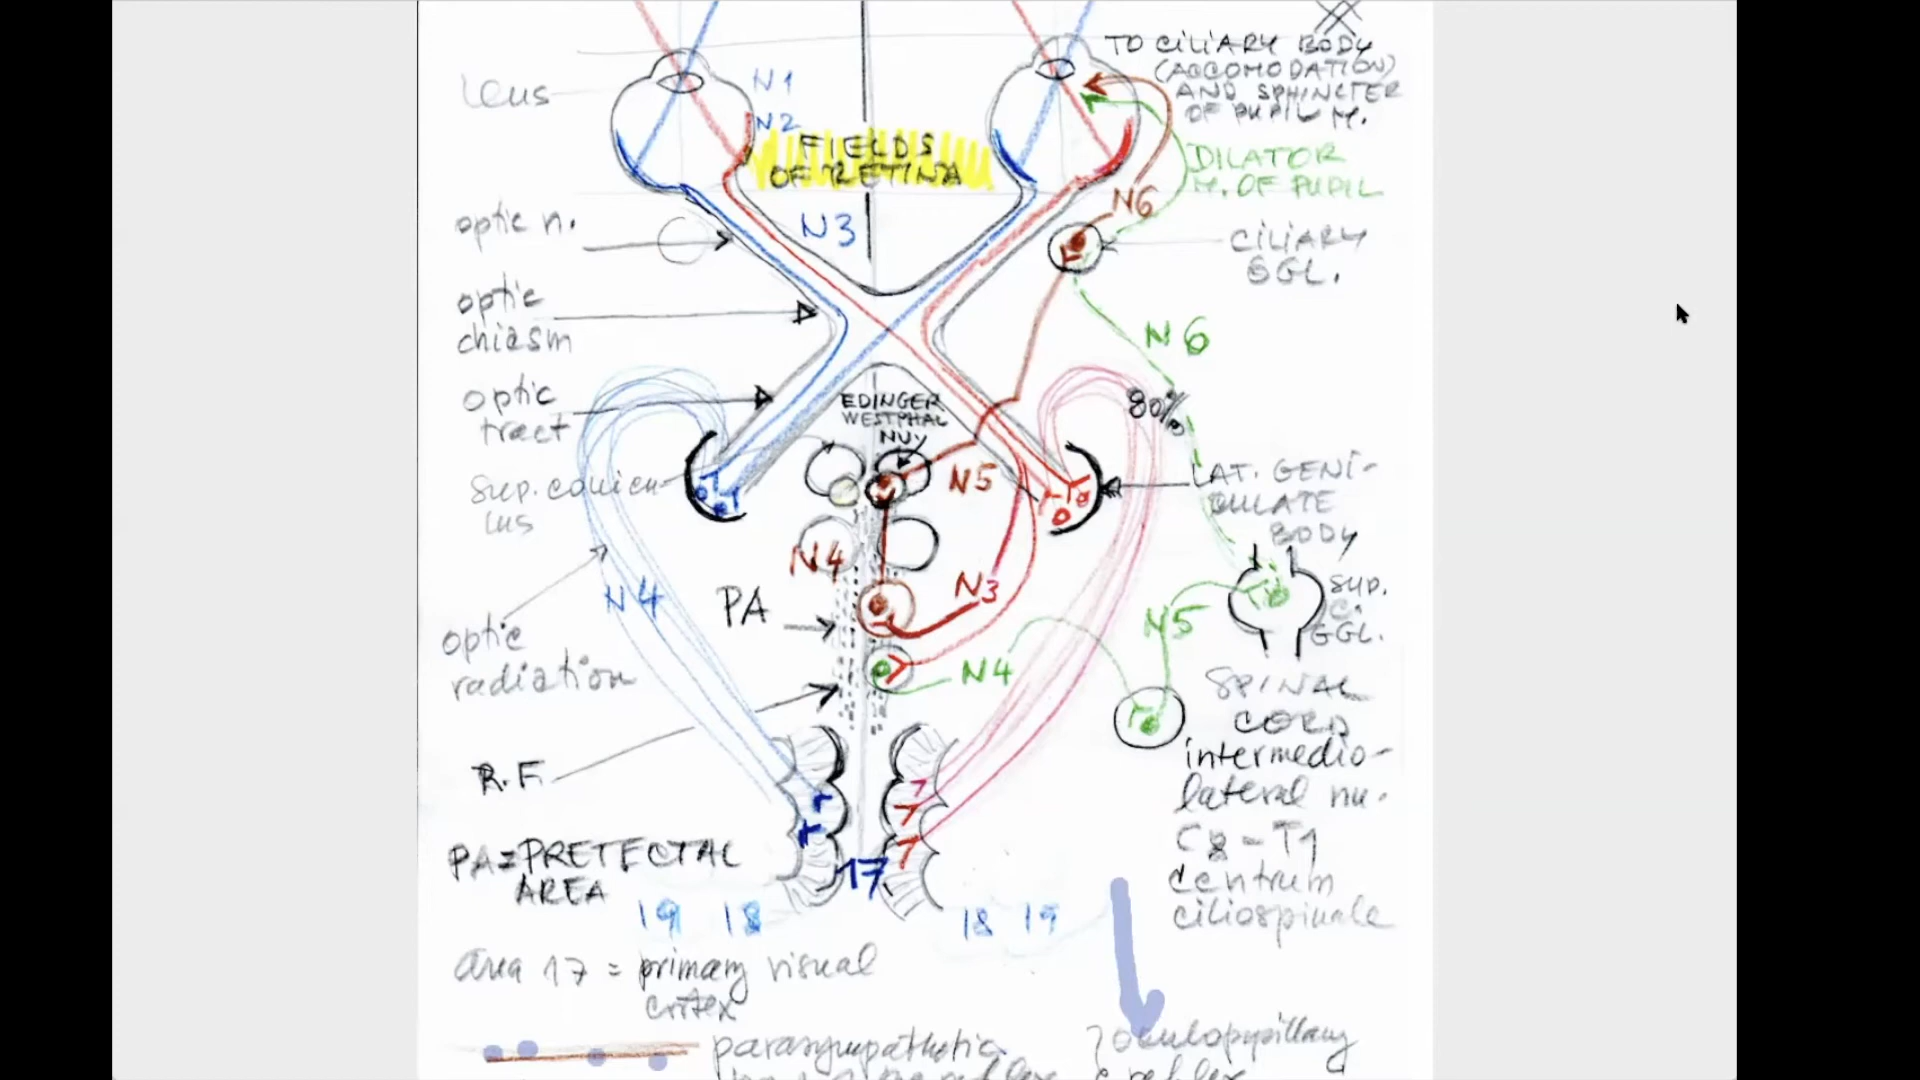 TO CILIARY BODY
(ACCOMODATION)
AND SPHINCTER
OF PUPIL M.
Lens
N1
N2
FIELDS
OF RETINA
DILATOR
M. OF PUPIL
N6
optic n.
N3
CILIARY
GGL.
optic
chiasm
N6
optic
tract
EDINGER
WESTPHAL
NU
80%
Sup. collicu-
lus
N5
LAT. GENI-
CULATE
BODY
N4
N4
PA
N3
N5
SUP.
C.
GGL.
optic
radiation
N4
SPINAL
CORD
intermedio-
lateral nu.
C8-T1
centrum
ciliospinale
R.F.
PA=PRETECTAL
AREA
17
19 18
18 19
area 17 = primary visual
cortex
parasympathetic
oculopupillary
reflex